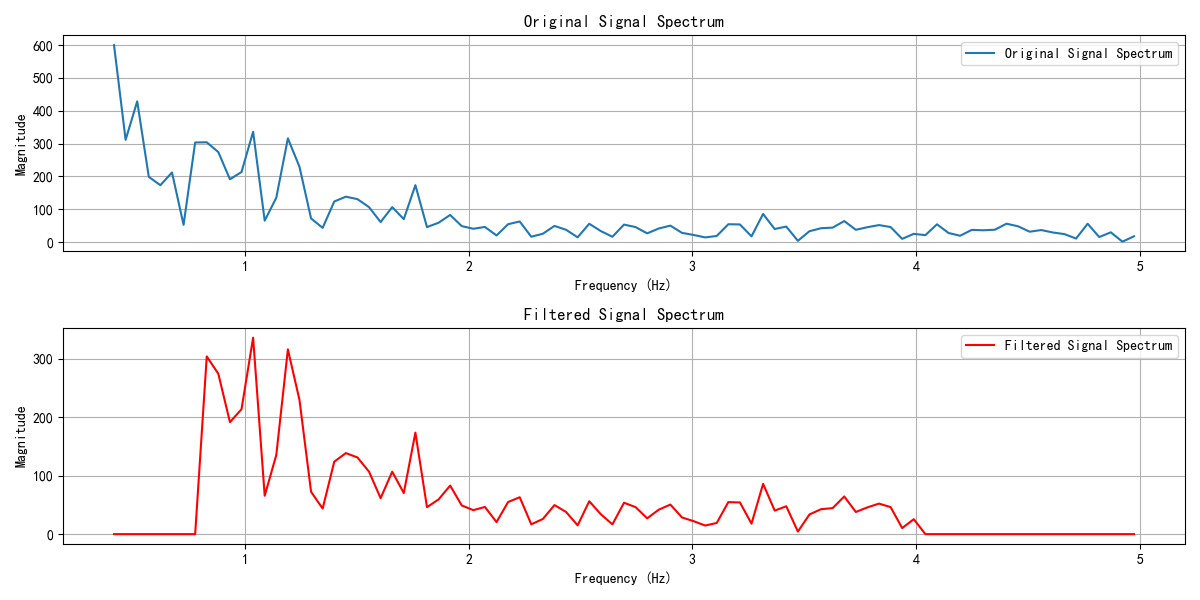 Original Signal Spectrum
600
500
400
300
200
100
0
Magnitude
Original Signal Spectrum
1
2
3
4
5
Frequency (Hz)
Filtered Signal Spectrum
300
200
100
0
Magnitude
Filtered Signal Spectrum
1
2
3
4
5
Frequency (Hz)